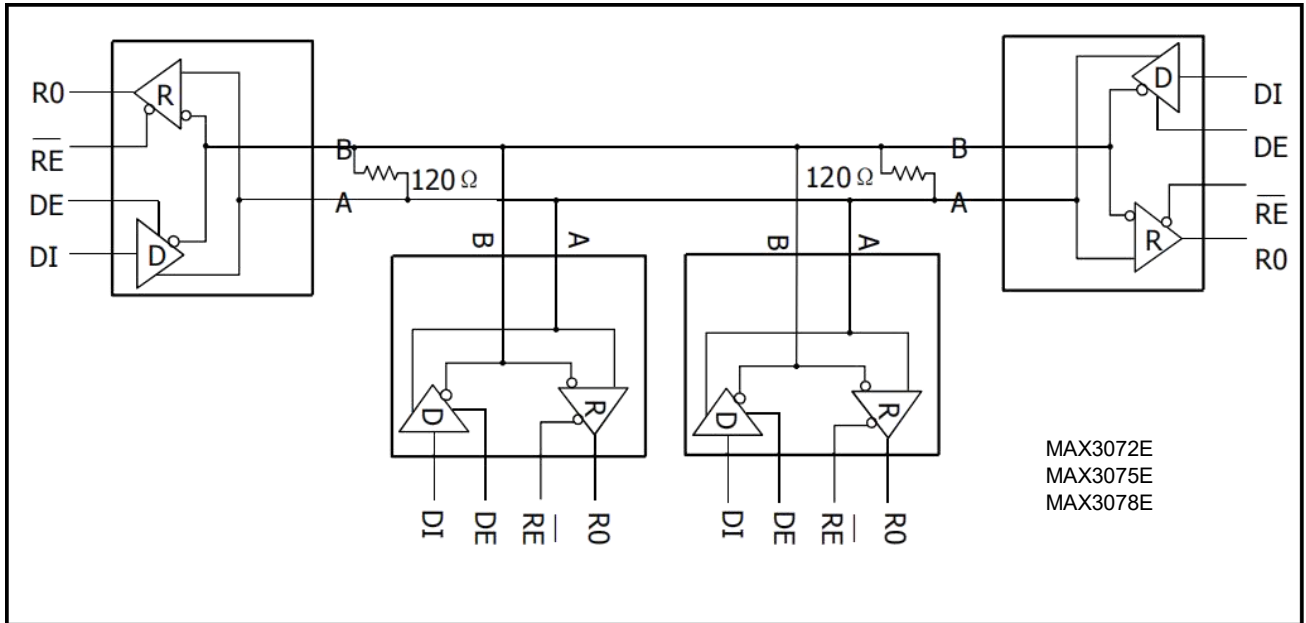 R0
RE
DE
DI
R
D
B
A
120 Ω
B
A
D
R
DI
DE
RE
R0
B
A
120 Ω
B
A
D
R
DI
DE
RE
R0
D
R
DI
DE
RE
R0
MAX3072E
MAX3075E
MAX3078E